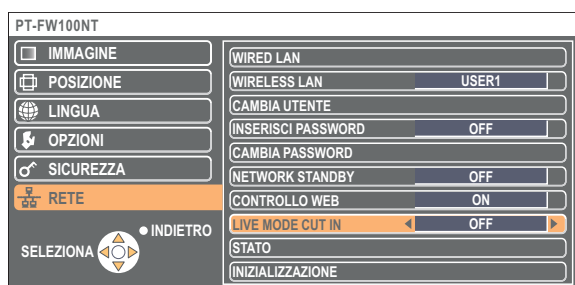 PT-FW100NT
IMMAGINE
POSIZIONE
LINGUA
OPZIONI
SICUREZZA
RETE
INDIETRO
SELEZIONA
WIRED LAN
WIRELESS LAN USER1
CAMBIA UTENTE
INSERISCI PASSWORD OFF
CAMBIA PASSWORD
NETWORK STANDBY OFF
CONTROLLO WEB ON
LIVE MODE CUT IN OFF
STATO
INIZIALIZZAZIONE